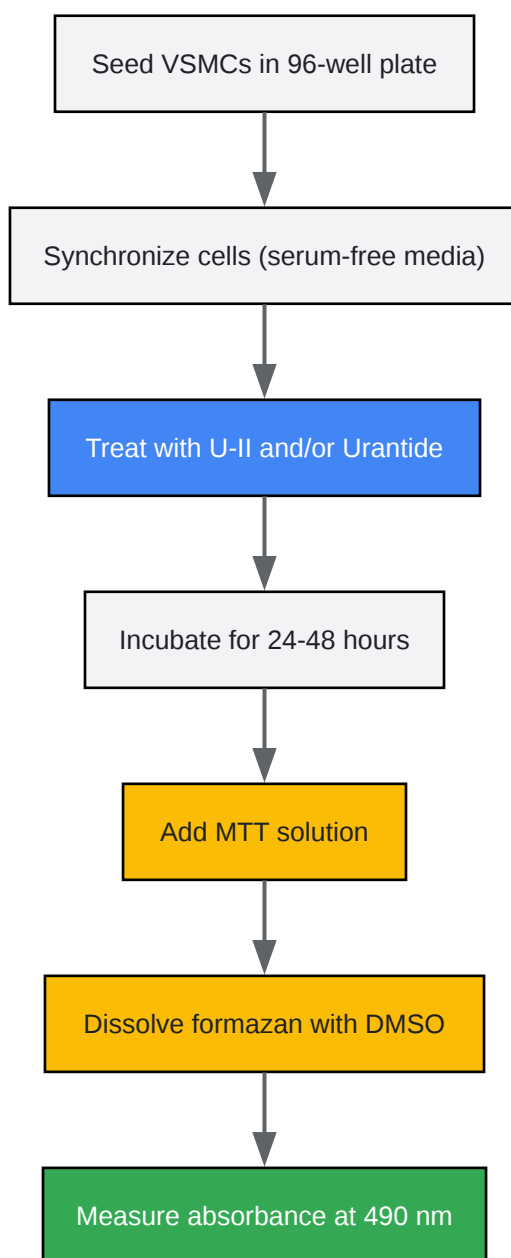 Seed VSMCs in 96-well plate
Synchronize cells (serum-free media)
Treat with U-II and/or Urantide
Incubate for 24-48 hours
Add MTT solution
Dissolve formazan with DMSO
Measure absorbance at 490 nm